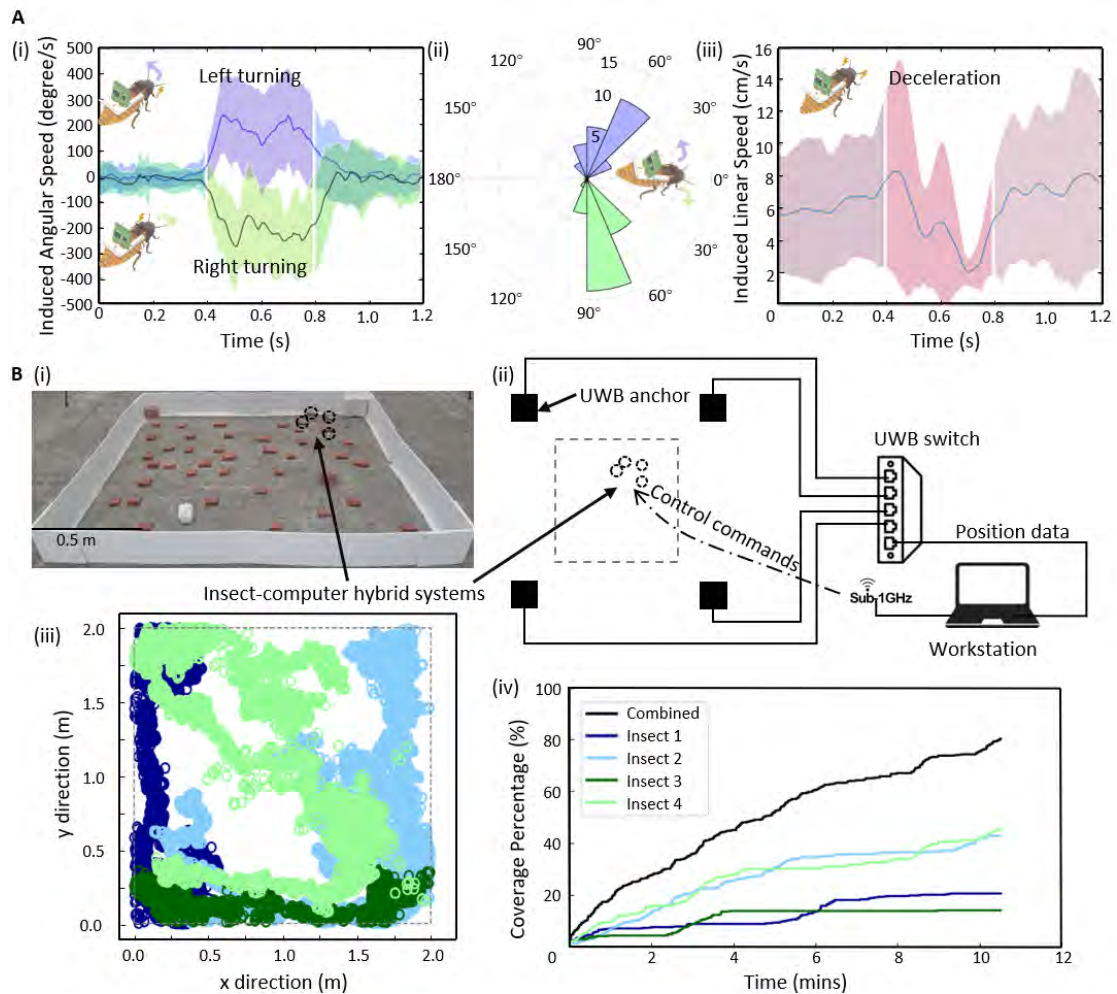 A
(i)
Induced Angular Speed (degree/s)
500
400
300
200
100
0
-100
-200
-300
-400
-500
Left turning
Right turning
0
0.2
0.4
0.6
0.8
1.0
1.2
Time (s)
(ii)
120°
90°
60°
15
10
5
150°
30°
180°
0°
150°
30°
120°
90°
60°
(iii)
Induced Linear Speed (cm/s)
16
14
12
10
8
6
4
2
Deceleration
0
0.2
0.4
0.6
0.8
1.0
1.2
Time (s)
B
(i)
0.5 m
Insect-computer hybrid systems
(ii)
UWB anchor
UWB switch
Control commands
Position data
Sub-1GHz
Workstation
(iii)
y direction (m)
2.0
1.5
1.0
0.5
0.0
0.0
0.5
1.0
1.5
2.0
x direction (m)
(iv)
Coverage Percentage (%)
100
80
60
40
20
Combined
Insect 1
Insect 2
Insect 3
Insect 4
0
2
4
6
8
10
Time (mins)